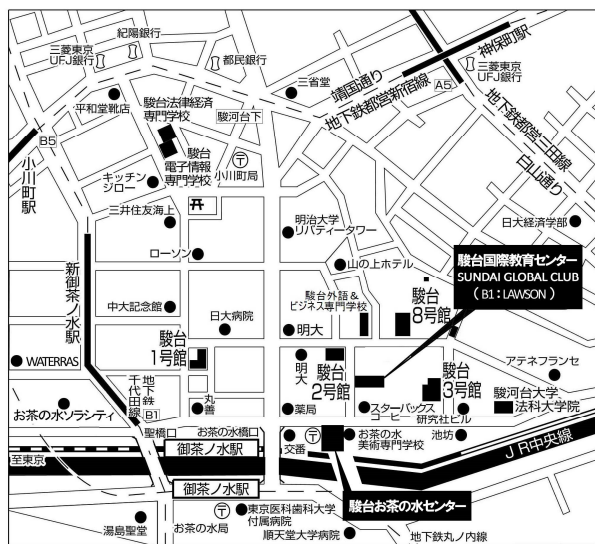 紀陽銀行
三菱東京
UFJ銀行
都民銀行
平和堂靴店
三省堂
靖国通り
神保町駅
三菱東京
UFJ銀行
A5
地下鉄都営新宿線
地下鉄都営三田線
白山通り
駿台法律経済
専門学校
駿河台下
B5
小川町駅
駿台
電子情報
専門学校
小川町局
キッチン
ジロー
三井住友海上
明治大学
リバティータワー
日大経済学部
ローソン
山の上ホテル
駿台国際教育センター
SUNDAI GLOBAL CLUB
（B1：LAWSON）
新御茶ノ水駅
中大記念館
日大病院
駿台外語&
ビジネス専門学校
駿台
8号館
明大
駿台
1号館
WATERRAS
明大
駿台
2号館
駿台
3号館
アテネフランセ
お茶の水ソラシティ
地下鉄
千代田線
B1
丸善
薬局
スターバックス
コーヒー
研究社ビル
駿河台大学
法科大学院
聖橋口
お茶の水橋口
交番
お茶の水
美術専門学校
池坊
至東京
御茶ノ水駅
JR中央線
御茶ノ水駅
駿台お茶の水センター
湯島聖堂
お茶の水局
東京医科歯科大学
付属病院
順天堂大学病院
地下鉄丸ノ内線